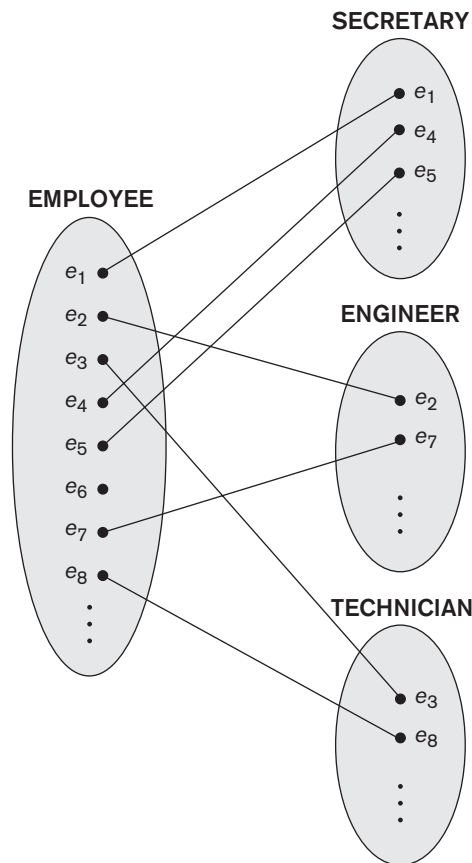 SECRETARY
e1
e4
e5
EMPLOYEE
e1
e2
e3
e4
e5
e6
e7
e8
ENGINEER
e2
e7
TECHNICIAN
e3
e8